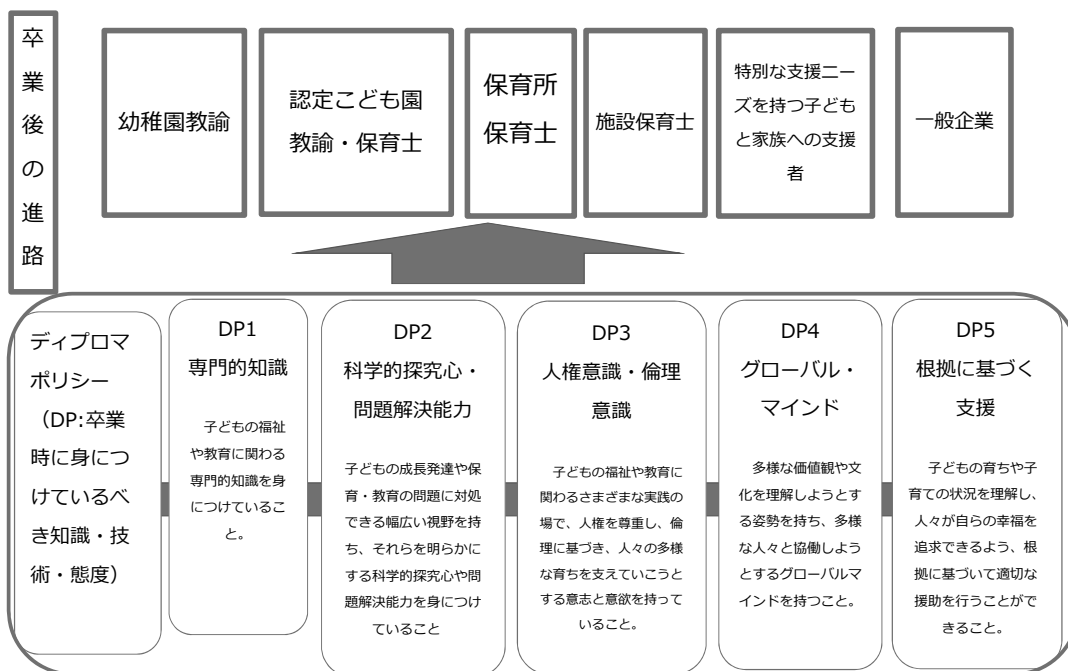 卒業後の進路
幼稚園教諭
認定こども園
教諭・保育士
保育所
保育士
施設保育士
特別な支援ニー
ズを持つ子ども
と家族への支援
者
一般企業
ディプロマ
ポリシー
（DP:卒業
時に身につ
けているべ
き知識・技
術・態度）
DP1
専門的知識
子どもの福祉
や教育に関わる
専門的知識を身
につけているこ
と。
DP2
科学的探究心・
問題解決能力
子どもの成長発達や保
育・教育の問題に対処
できる幅広い視野を持
ち、それらを明らかに
する科学的探究心や問
題解決能力を身につけ
ていること
DP3
人権意識・倫理
意識
子どもの福祉や教育に
関わるさまざまな実践の
場で、人権を尊重し、倫
理に基づき、人々の多様
な育ちを支えていこうと
する意志と意欲を持って
いること。
DP4
グローバル・
マインド
多様な価値観や文
化を理解しようとす
る姿勢を持ち、多様
な人々と協働しよう
とするグローバルマ
インドを持つこと。
DP5
根拠に基づく
支援
子どもの育ちや子
育ての状況を理解し、
人々が自らの幸福を
追求できるよう、根
拠に基づいて適切な
援助を行うことがで
きること。